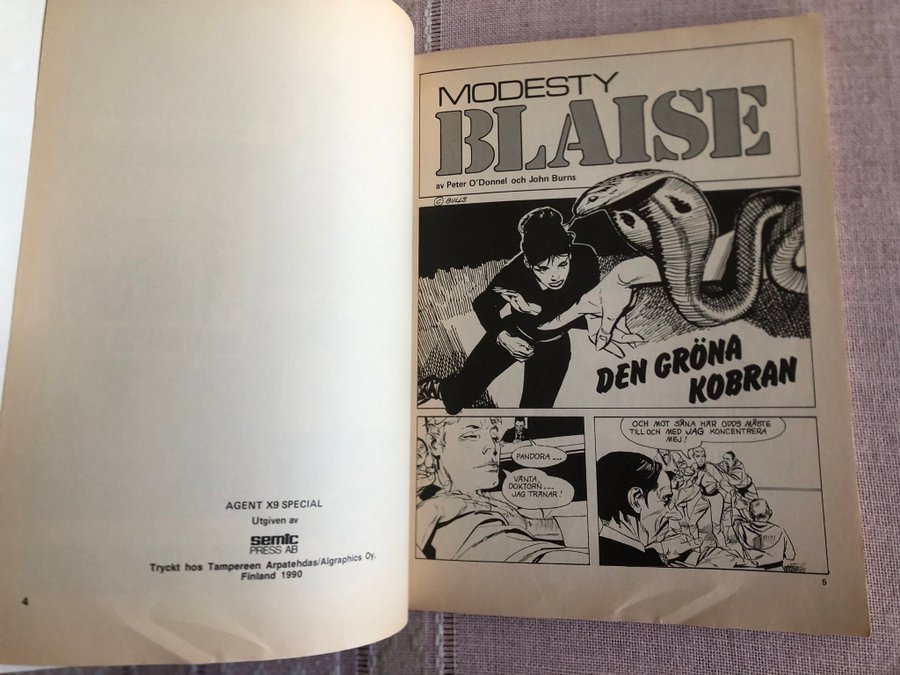 AGENT X9 SPECIAL
Utgiven av
semic
PRESS AB
Tryckt hos Tampereen Arpatehdas/Algraphics Oy,
Finland 1990
4
MODESTY
BLAISE
av Peter O'Donnel och John Burns
© BULLS
DEN GRÖNA
KOBRAN
PANDORA ---
VÄNTA,
DOKTORN---
JAG TRÄNAR!
OCH MOT SÅNA HÄR ODDS MÅSTE
TILL OCH MED JAG KONCENTRERA
MEJ!
5